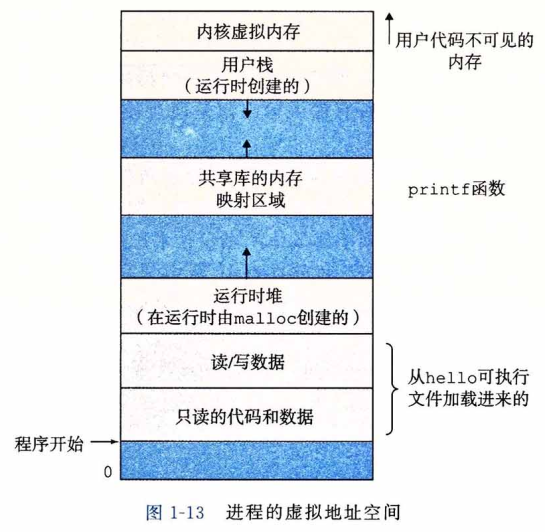 内核虚拟内存
用户代码不可见的
内存
用户栈
（运行时创建的）
共享库的内存
映射区域
printf函数
运行时堆
（在运行时由malloc创建的）
读/写数据
只读的代码和数据
从hello可执行
文件加载进来的
程序开始
0
图 1-13 进程的虚拟地址空间